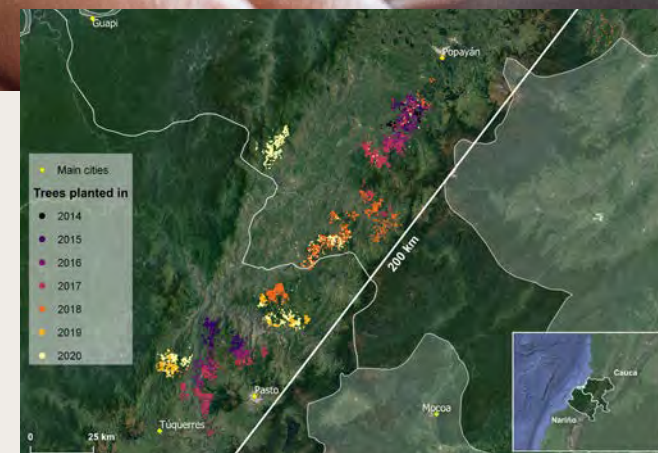 Guapi
Popayán
Main cities
Trees planted in
2014
2015
2016
2017
2018
2019
2020
200 km
Pasto
Mocoa
Túquerres
0 25 km
Cauca
Nariño